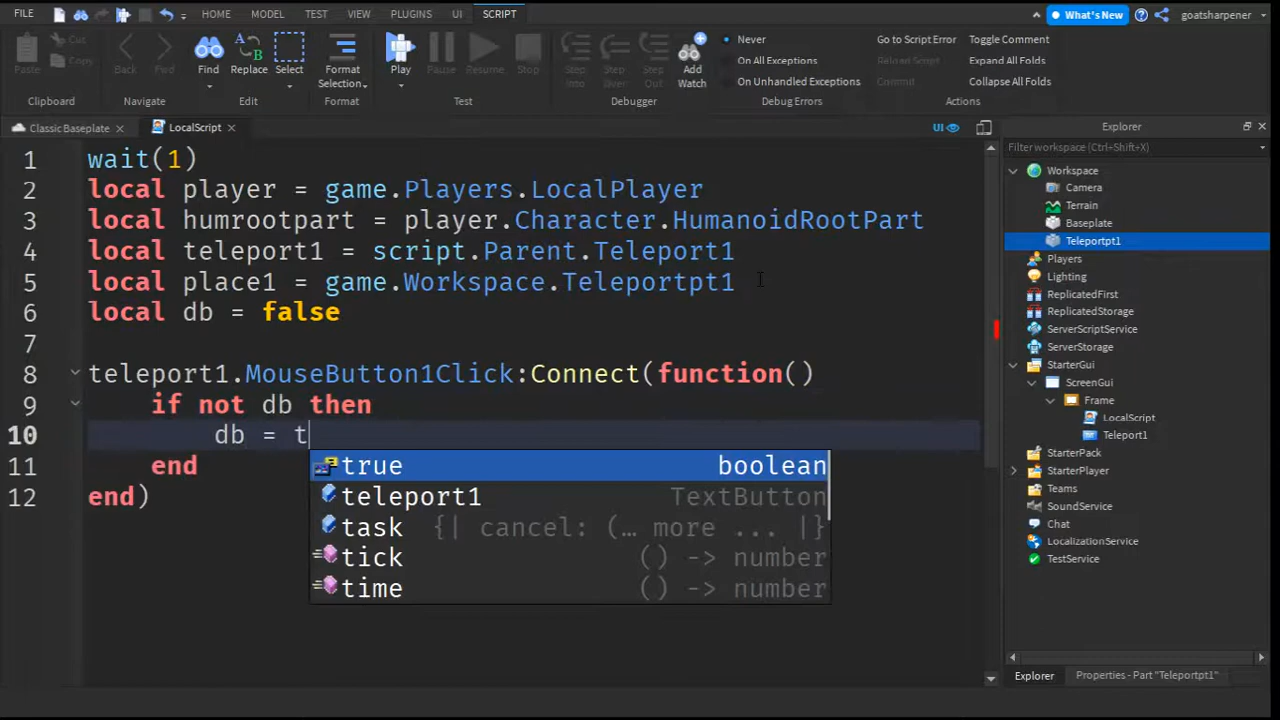 FILE HOME MODEL TEST VIEW PLUGINS UI SCRIPT What's New goatsharpener
Paste Cut Copy Back Fwd Find Replace Select Format Selection Play Pause Resume Stop Step Into Step Over Step Out Add Watch
Never Go to Script Error Toggle Comment
On All Exceptions Reload Script Expand All Folds
On Unhandled Exceptions Commit Collapse All Folds
Clipboard Navigate Edit Format Test Debugger Debug Errors Actions
Classic Baseplate LocalScript UI
1 wait(1)
2 local player = game.Players.LocalPlayer
3 local humrootpart = player.Character.HumanoidRootPart
4 local teleport1 = script.Parent.Teleport1
5 local place1 = game.Workspace.Teleportpt1
6 local db = false
7
8 teleport1.MouseButton1Click:Connect(function()
9 if not db then
10 db = t
11 end
12 end)
true boolean
teleport1 TextButton
task {| cancel: (… more ... |}
tick () -> number
time () -> number
Explorer
Filter workspace (Ctrl+Shift+X)
Workspace
Camera
Terrain
Baseplate
Teleportpt1
Players
Lighting
ReplicatedFirst
ReplicatedStorage
ServerScriptService
ServerStorage
StarterGui
ScreenGui
Frame
LocalScript
Teleport1
StarterPack
StarterPlayer
Teams
SoundService
Chat
LocalizationService
TestService
Explorer Properties - Part "Teleportpt1"